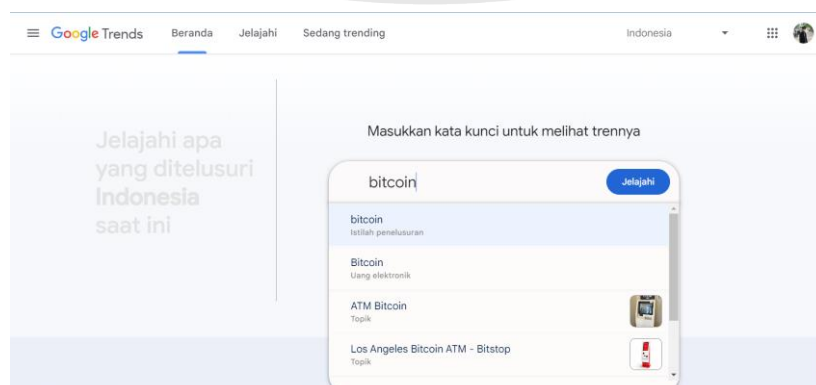 Google Trends Beranda Jelajahi Sedang trending Indonesia
Jelajahi apa
yang ditelusuri
Indonesia
saat ini
Masukkan kata kunci untuk melihat trennya
bitcoin Jelajahi
bitcoin
Istilah penelusuran
Bitcoin
Uang elektronik
ATM Bitcoin
Topik
Los Angeles Bitcoin ATM - Bitstop
Topik